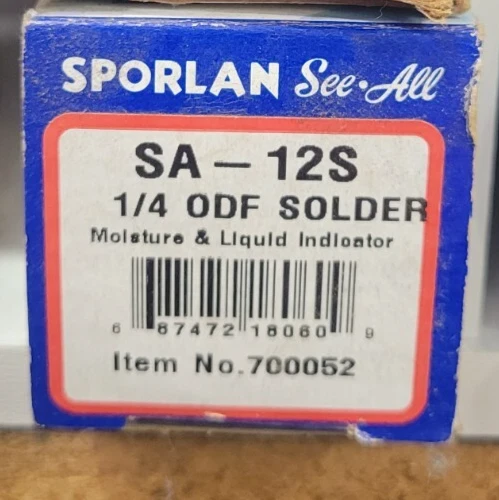 SPORLAN See·All
SA-12S
1/4 ODF SOLDER
Moisture & Liquid Indicator
6 87472 18060 9
Item No.700052